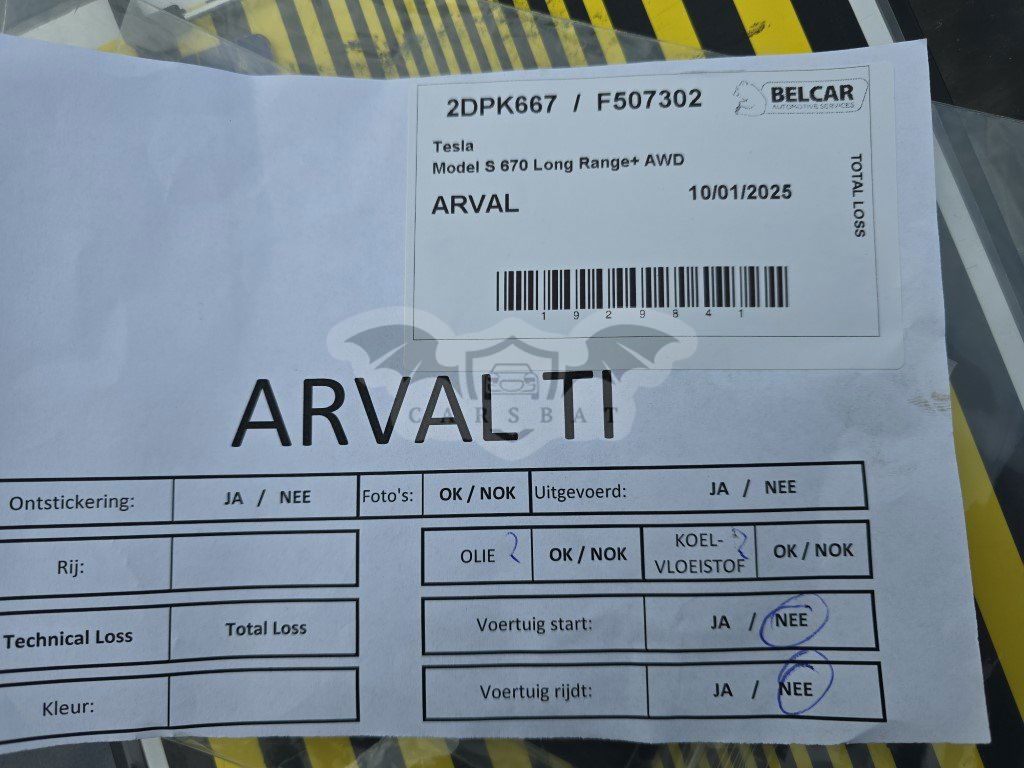 2DPK667 / F507302
BELCAR
AUTOMOTIVE SERVICES
Tesla
Model S 670 Long Range+ AWD
ARVAL
10/01/2025
TOTAL LOSS
1 9 2 9 8 4 1
CARSBAT
ARVAL TI
Ontstickering: JA / NEE Foto's: OK / NOK Uitgevoerd: JA / NEE
Rij: OLIE OK / NOK KOEL-VLOEISTOF OK / NOK
Technical Loss Total Loss Voertuig start: JA / NEE
Kleur: Voertuig rijdt: JA / NEE